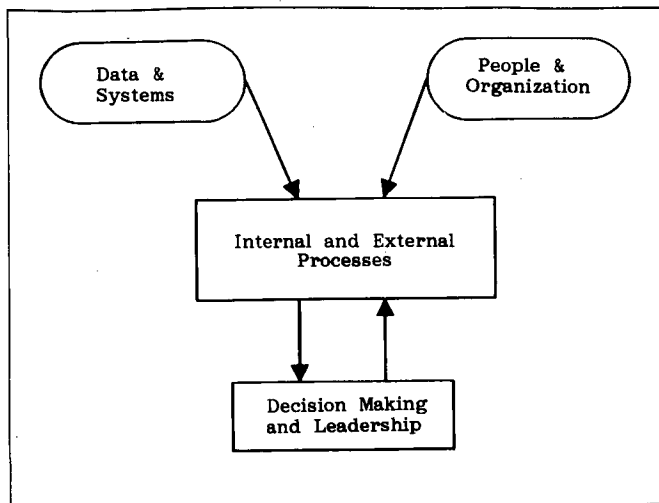 Data &
Systems
People &
Organization
Internal and External
Processes
Decision Making
and Leadership